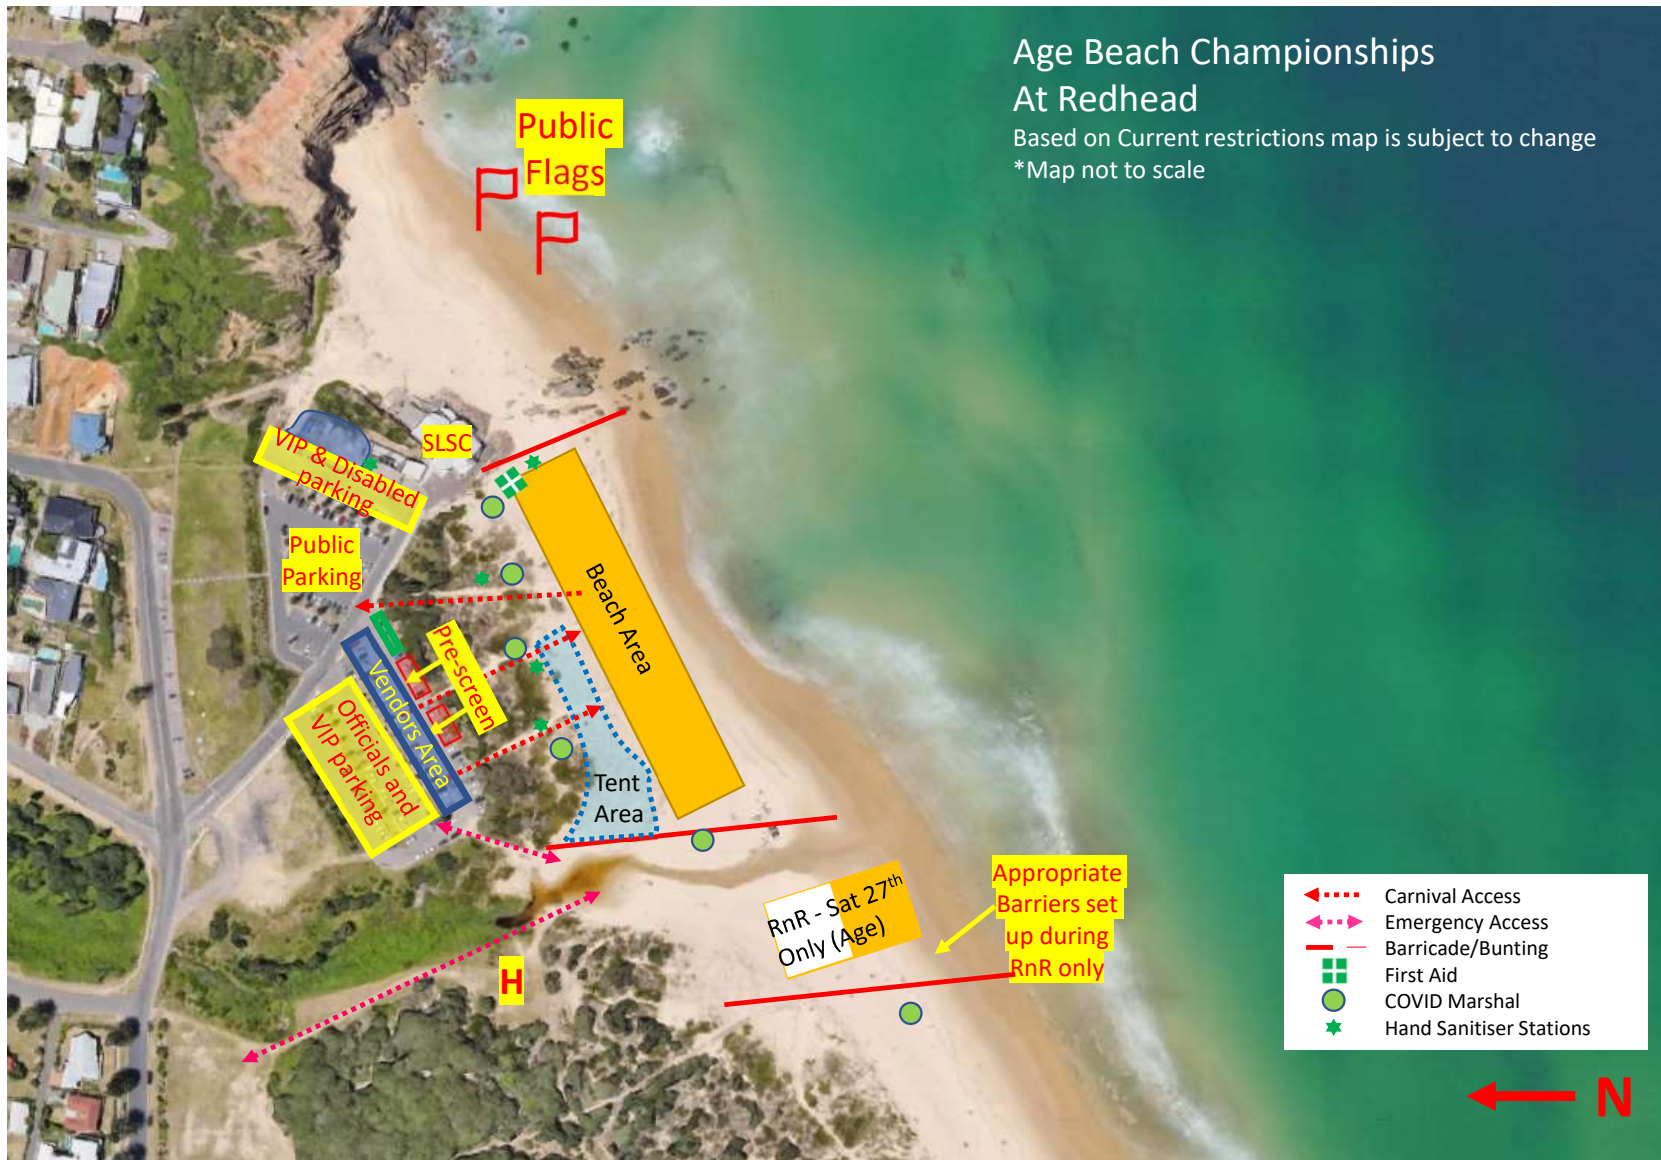 Age Beach Championships
At Redhead
Based on Current restrictions map is subject to change
*Map not to scale
Public
Flags
SLSC
VIP & Disabled
parking
Public
Parking
Pre-screen
Vendors Area
Officials and
VIP parking
Beach Area
Tent
Area
RnR - Sat 27th
Only (Age)
Appropriate
Barriers set
up during
RnR only
H
Carnival Access
Emergency Access
Barricade/Bunting
First Aid
COVID Marshal
Hand Sanitiser Stations
N